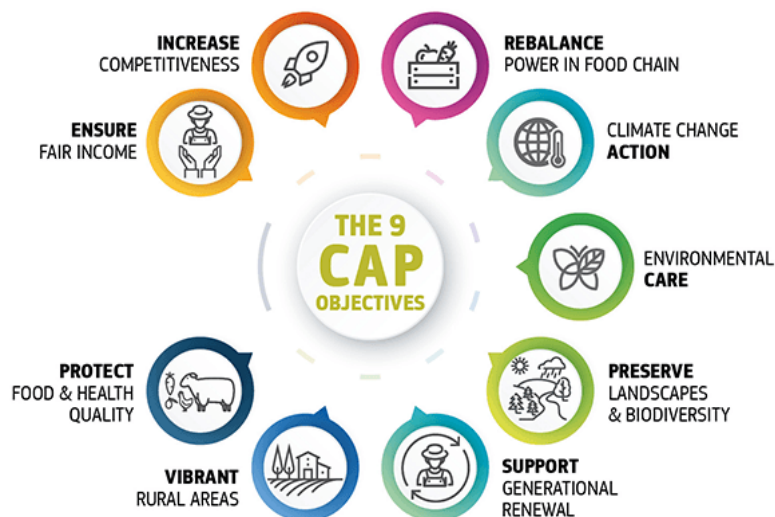 INCREASE
COMPETITIVENESS
REBALANCE
POWER IN FOOD CHAIN
ENSURE
FAIR INCOME
CLIMATE CHANGE
ACTION
THE 9
CAP
OBJECTIVES
ENVIRONMENTAL
CARE
PROTECT
FOOD & HEALTH
QUALITY
PRESERVE
LANDSCAPES
& BIODIVERSITY
VIBRANT
RURAL AREAS
SUPPORT
GENERATIONAL
RENEWAL